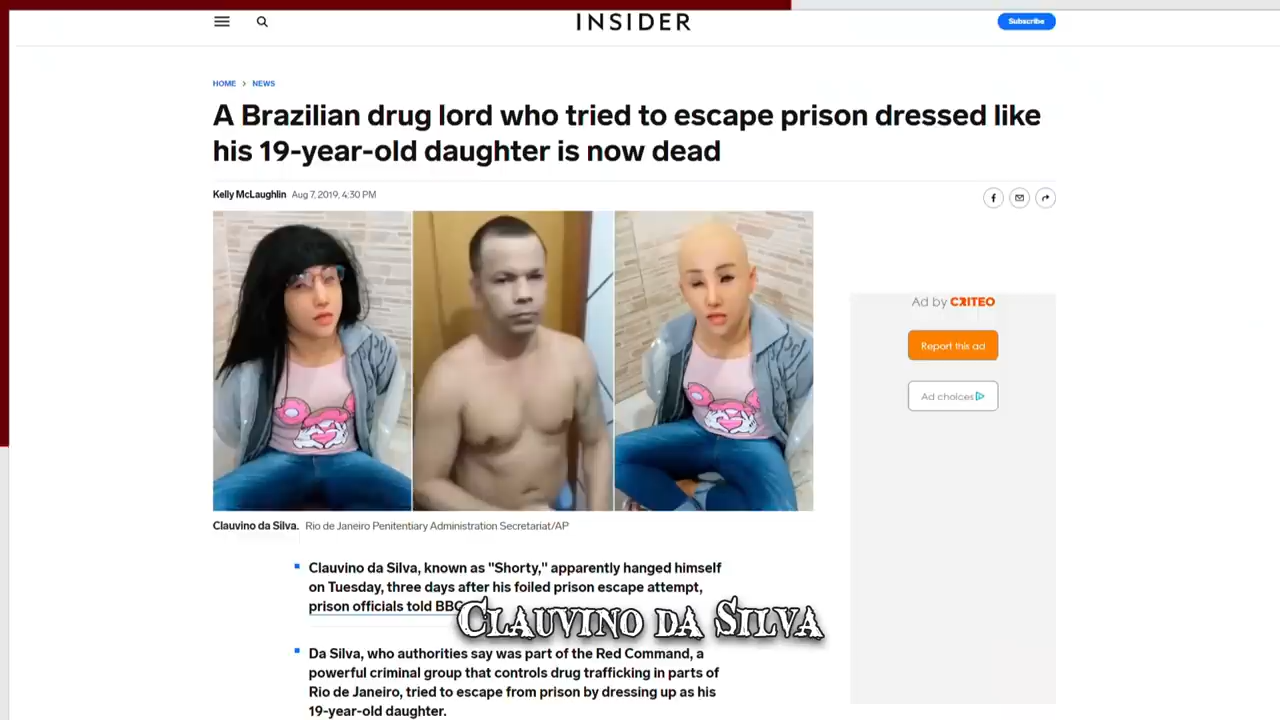 INSIDER
Subscribe
HOME > NEWS
A Brazilian drug lord who tried to escape prison dressed like
his 19-year-old daughter is now dead
Kelly McLaughlin Aug 7, 2019, 4:30 PM
Ad by CRITEO
Report this ad
Ad choices
Clauvino da Silva. Rio de Janeiro Penitentiary Administration Secretariat/AP
Clauvino da Silva, known as "Shorty," apparently hanged himself
on Tuesday, three days after his foiled prison escape attempt,
prison officials told BBC
Clauvino da Silva
Da Silva, who authorities say was part of the Red Command, a
powerful criminal group that controls drug trafficking in parts of
Rio de Janeiro, tried to escape from prison by dressing up as his
19-year-old daughter.